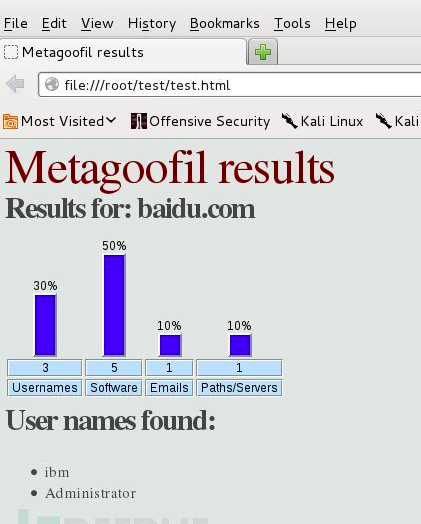 File Edit View History Bookmarks Tools Help
Metagoofil results
file:///root/test/test.html
Most Visited Offensive Security Kali Linux Kali
Metagoofil results
Results for: baidu.com
50%
30%
10% 10%
3 5 1 1
Usernames Software Emails Paths/Servers
User names found:
• ibm
• Administrator